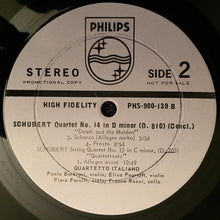 PHILIPS
STEREO
PROMOTIONAL COPY
SIDE 2
NOT FOR SALE
HIGH FIDELITY PHS-900-139 B
SCHUBERT Quartet No. 14 in D minor (D. 810) (Concl.)
"Death and the Maiden"
3. Scherzo (Allegro molto) 3:54
4. Presto 8:54
SCHUBERT String Quartet No. 12 in C minor, (D. 703)
"Quartettsatz"
1. Allegro assai 10:49
QUARTETTO ITALIANO
Paolo Borciani, violin, Elisa Pegreffi, violin
Piero Farulli, viola, Franco Rossi, cello